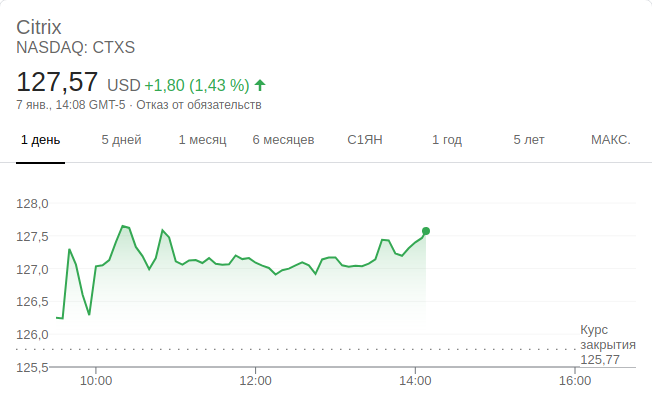 Citrix
NASDAQ: CTXS
127,57 USD +1,80 (1,43 %)
7 янв., 14:08 GMT-5 · Отказ от обязательств
1 день 5 дней 1 месяц 6 месяцев С1ЯН 1 год 5 лет МАКС.
128,0
127,5
127,0
126,5
126,0
Курс
закрытия
125,77
125,5
10:00 12:00 14:00 16:00